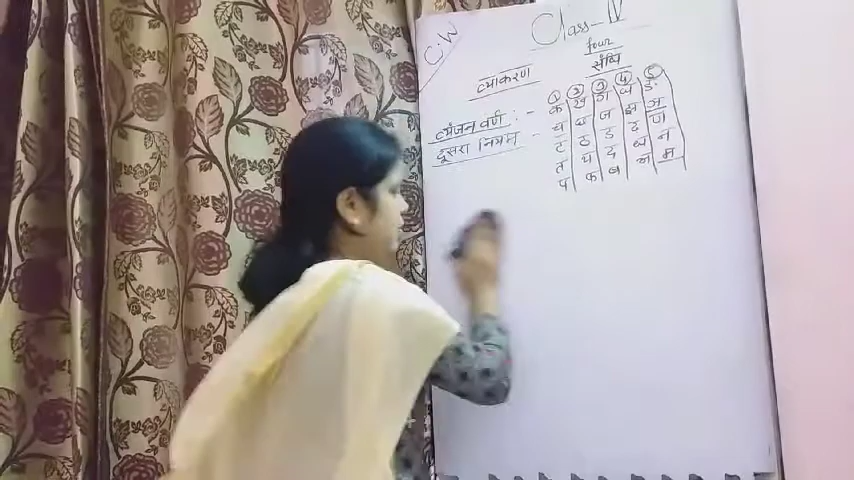 C.W
Class - IV
four
संधि
व्याकरण
व्यंजन वर्ण :-
दूसरा नियम :-
1 2 3 4 5
क ख ग घ ङ
च छ ज झ ञ
ट ठ ड ढ ण
त थ द ध न
प फ ब भ म